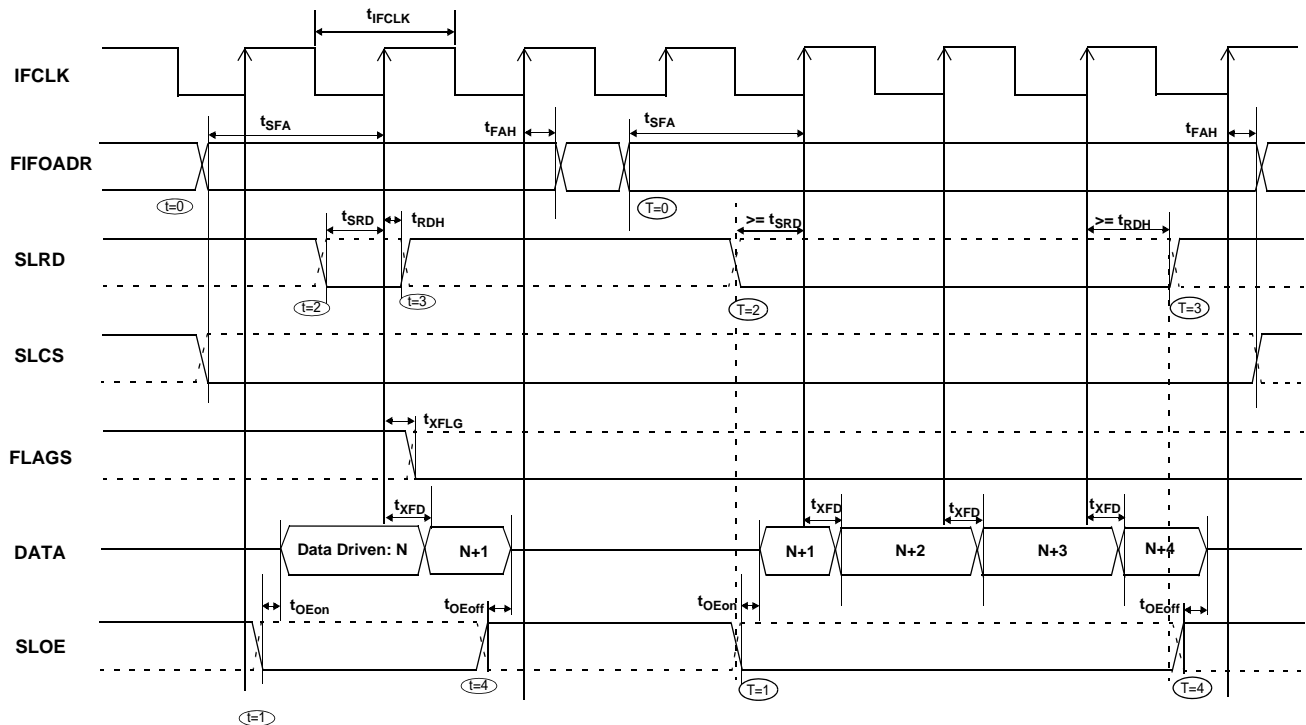 tIFCLK
IFCLK
tSFA
tFAH
tSFA
tFAH
FIFOADR
t=0
T=0
tSRD
tRDH
>= tSRD
>= tRDH
SLRD
t=2
t=3
T=2
T=3
SLCS
tXFLG
FLAGS
tXFD
tXFD
tXFD
tXFD
DATA
Data Driven: N
N+1
N+1
N+2
N+3
N+4
tOEon
tOEoff
tOEon
tOEoff
SLOE
t=4
T=1
T=4
t=1